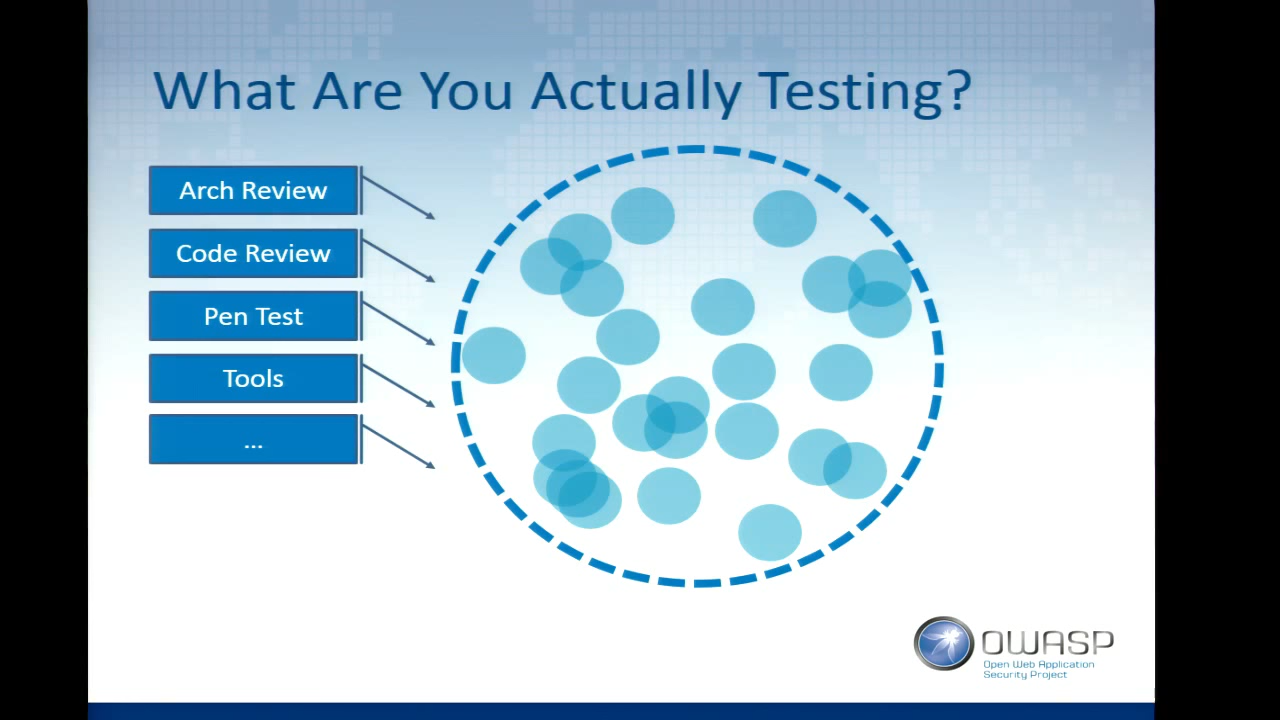 What Are You Actually Testing?
Arch Review
Code Review
Pen Test
Tools
...
OWASP
Open Web Application
Security Project